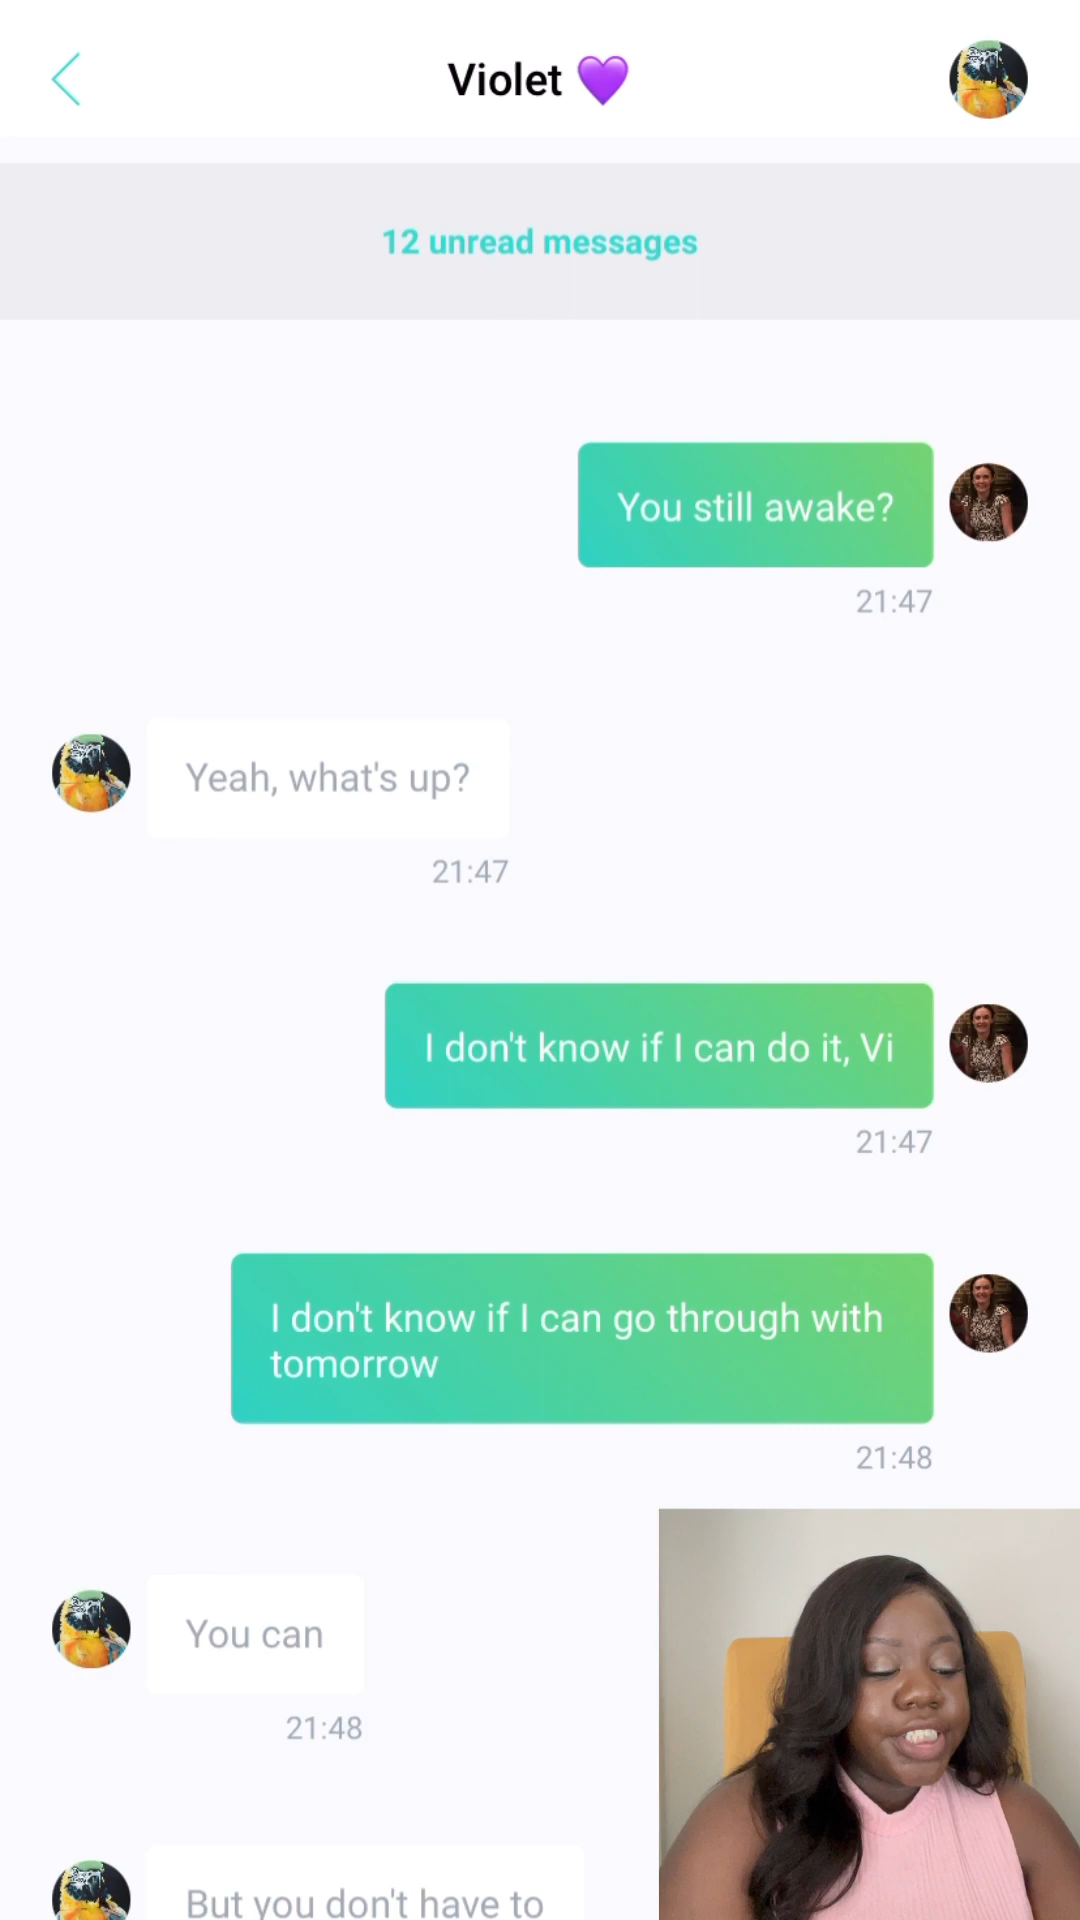 Violet 💜
12 unread messages
You still awake?
21:47
Yeah, what's up?
21:47
I don't know if I can do it, Vi
21:47
I don't know if I can go through with
tomorrow
21:48
You can
21:48
But you don't have to